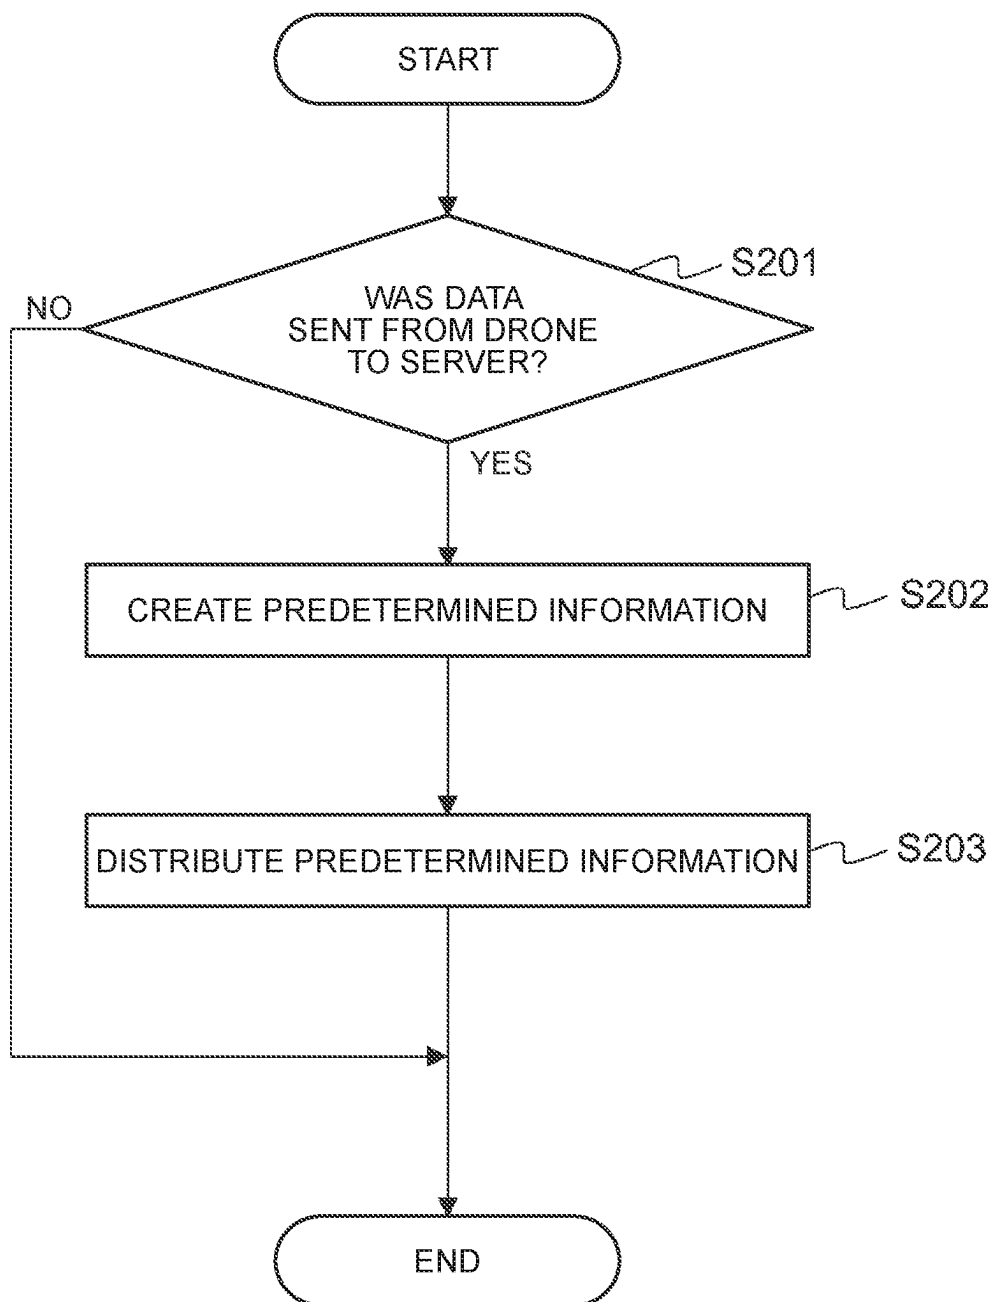 START
S201
NO
WAS DATA
SENT FROM DRONE
TO SERVER?
YES
CREATE PREDETERMINED INFORMATION
S202
DISTRIBUTE PREDETERMINED INFORMATION
S203
END